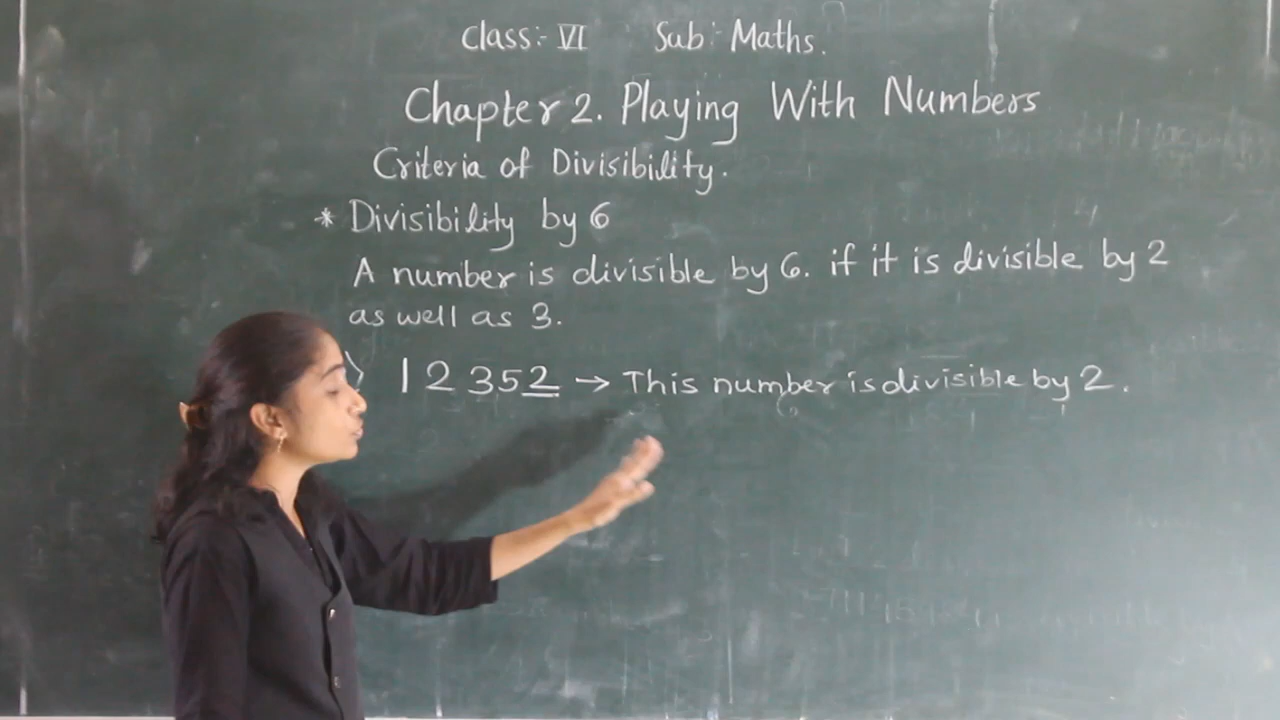 Class:- VI Sub: Maths.
Chapter 2. Playing With Numbers
Criteria of Divisibility.
* Divisibility by 6
A number is divisible by 6. if it is divisible by 2
as well as 3.
12352 → This number is divisible by 2.